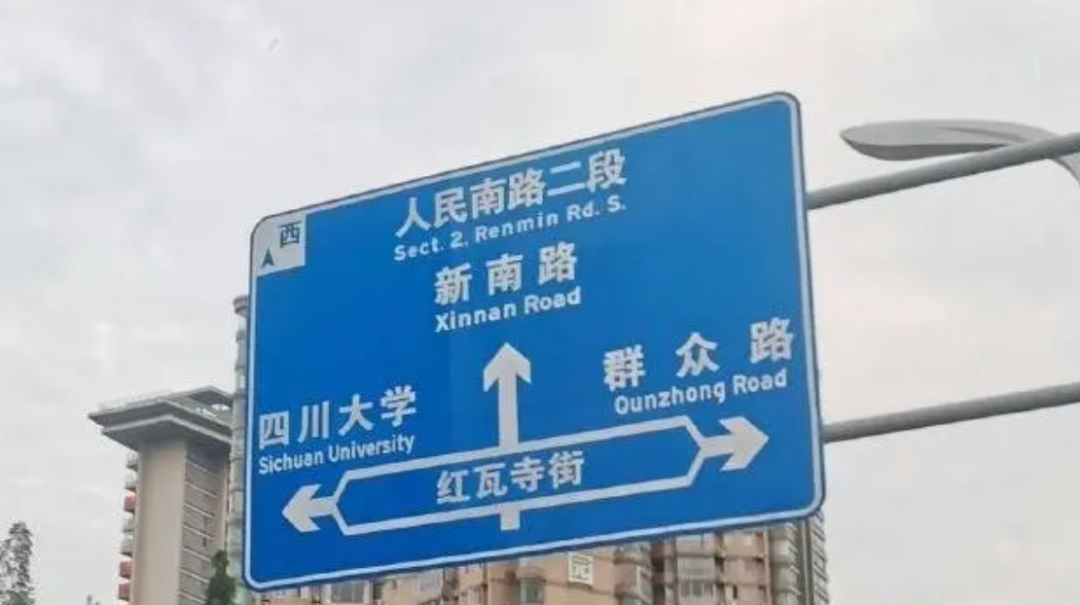 西
人民南路二段
Sect. 2, Renmin Rd. S.
新南路
Xinnan Road
群众路
Qunzhong Road
四川大学
Sichuan University
红瓦寺街
园